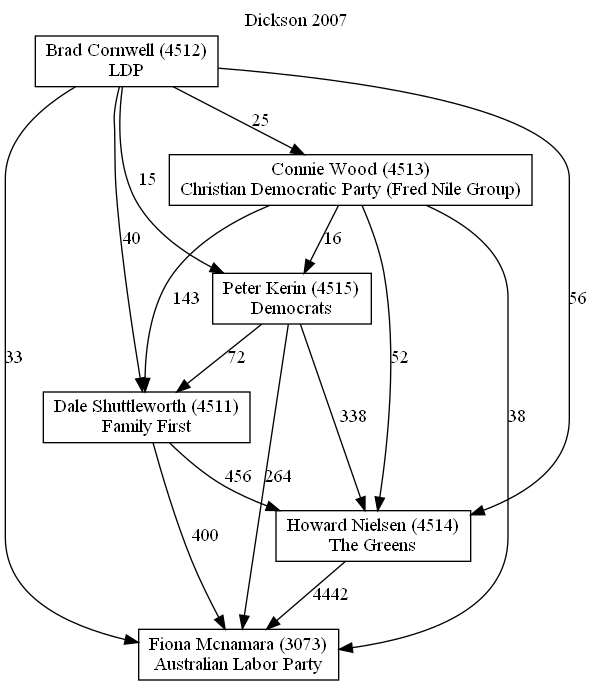 Dickson 2007
Brad Cornwell (4512)
LDP
25
Connie Wood (4513)
Christian Democratic Party (Fred Nile Group)
15
40
16
Peter Kerin (4515)
Democrats
143
56
33
72
52
Dale Shuttleworth (4511)
Family First
338
38
456
264
Howard Nielsen (4514)
The Greens
400
4442
Fiona Mcnamara (3073)
Australian Labor Party